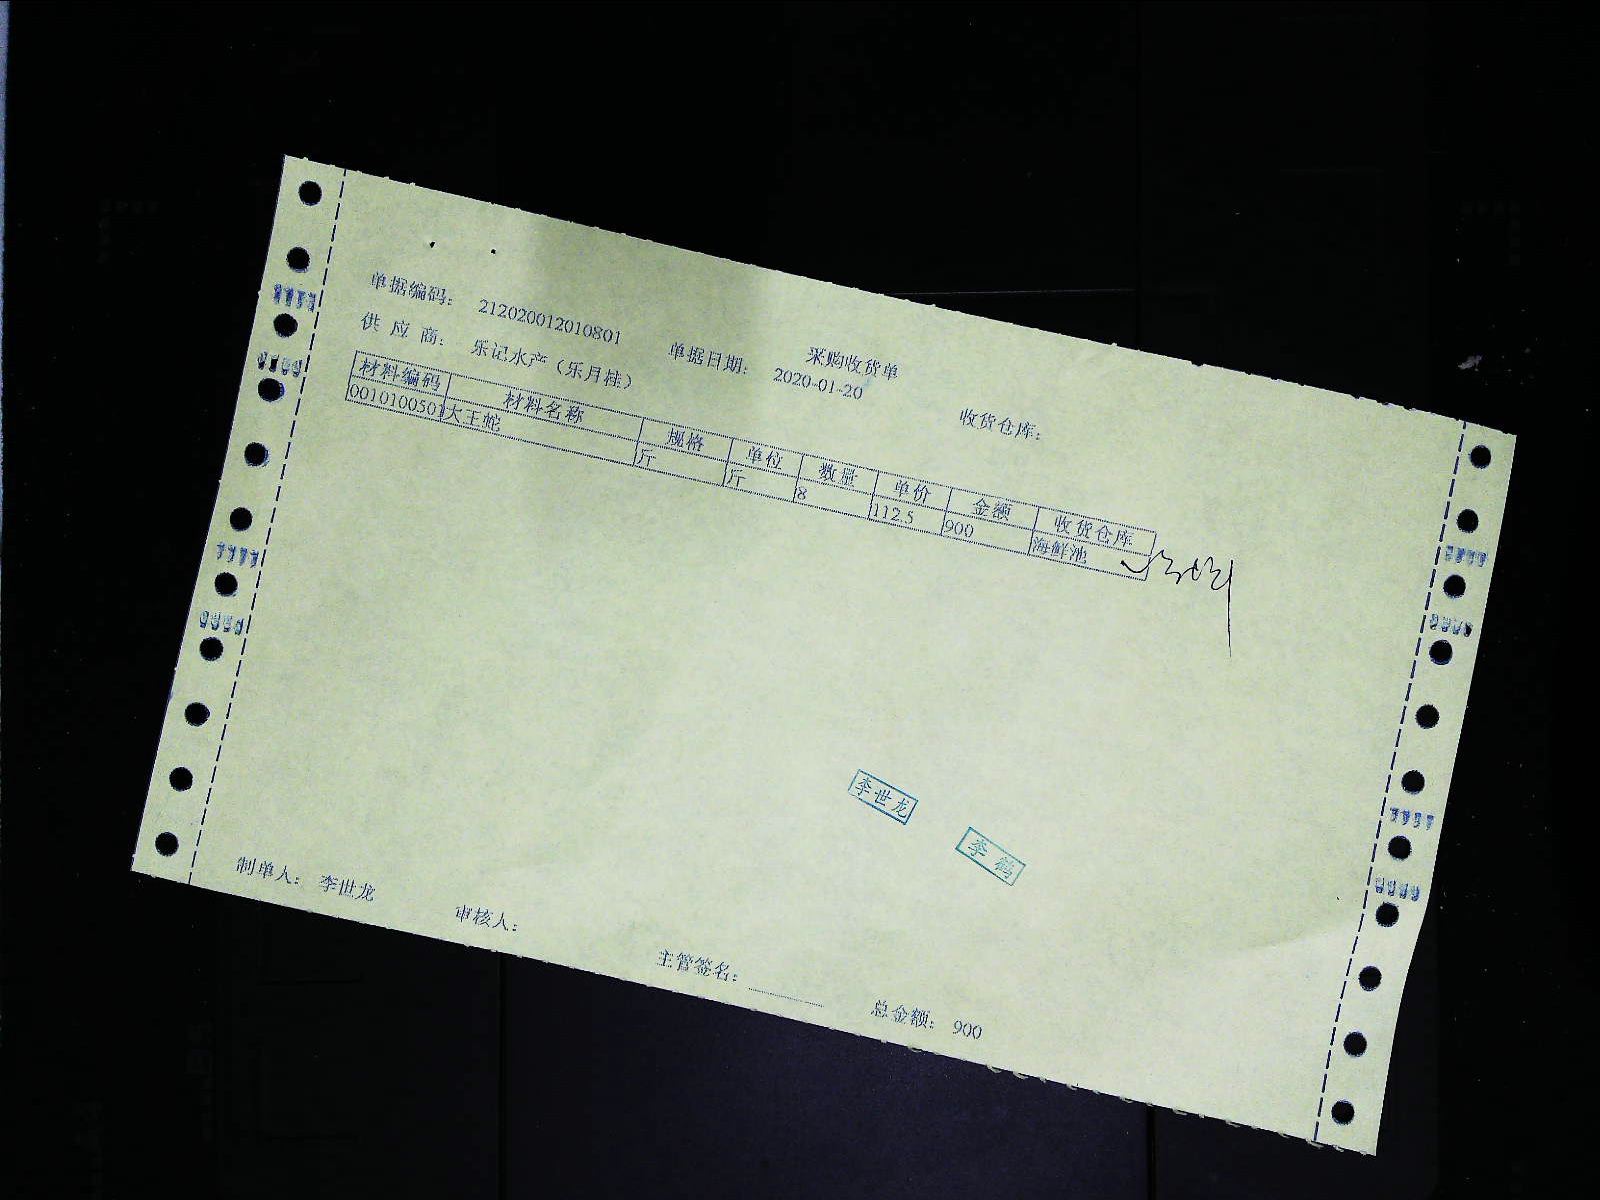 采购收货单
单据编码： 212020012010801 单据日期： 2020-01-20 收货仓库：
供 应 商： 乐记水产（乐月桂）
材料编码 材料名称 规格 单位 数量 单价 金额 收货仓库
0010100501 大王蛇 斤 斤 8 112.5 900 海鲜池
李世龙
李鹤
制单人： 李世龙 审核人： 主管签名： 总金额： 900